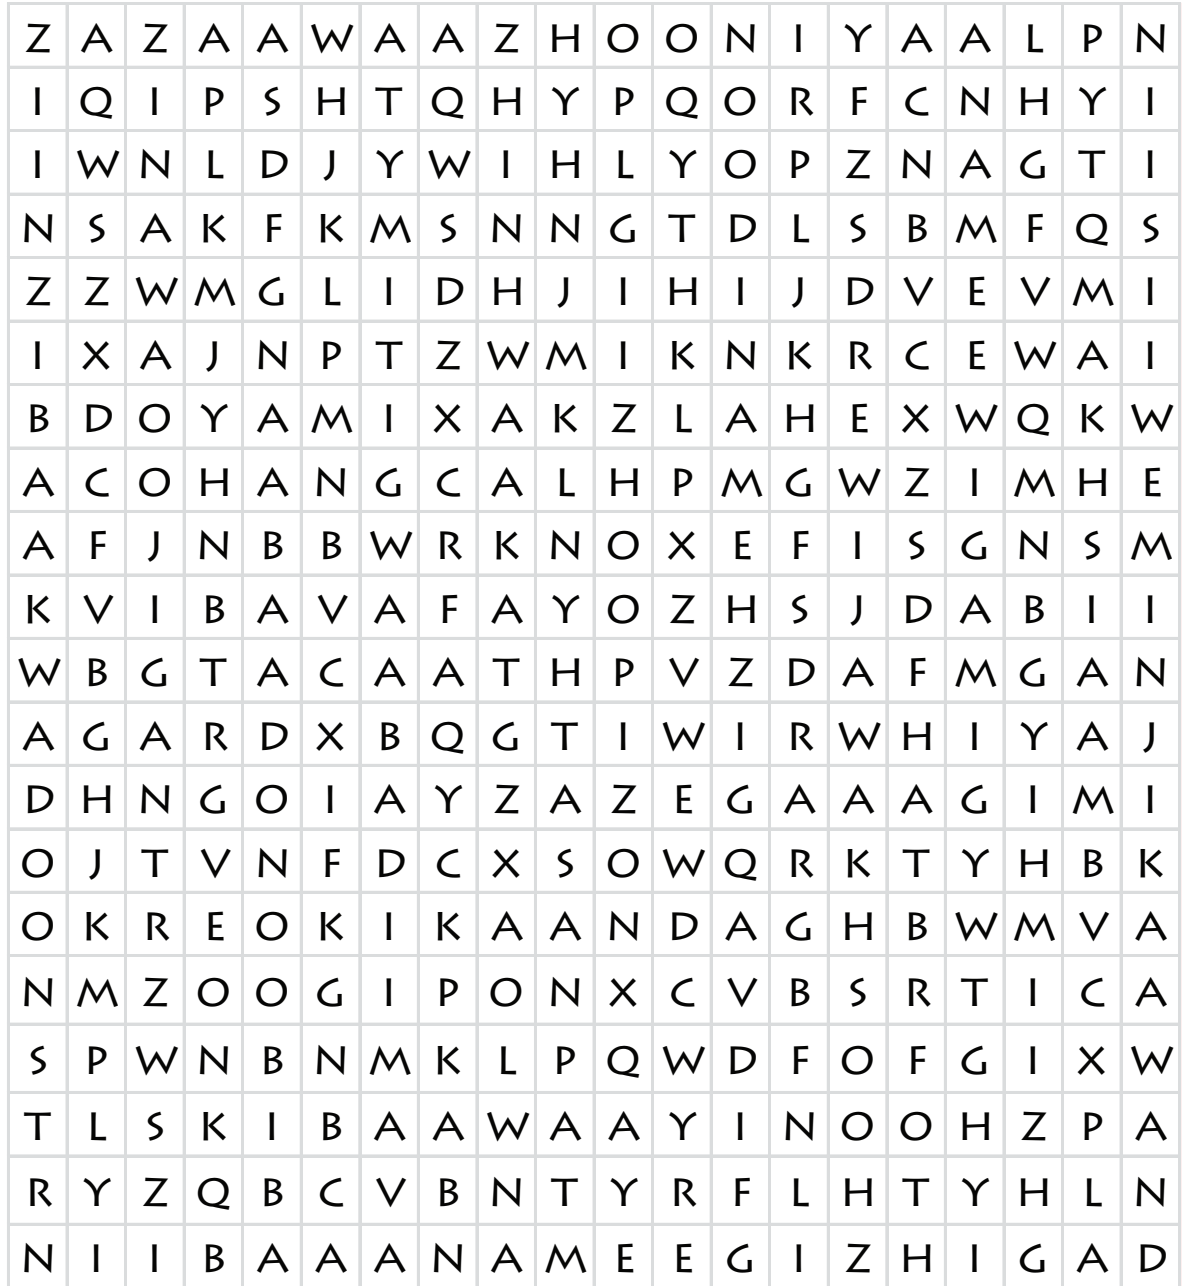 Z A Z A A W A A Z H O O N I Y A A L P N
I Q I P S H T Q H Y P Q O R F C N H Y I
I W N L D J Y W I H L Y O P Z N A G T I
N S A K F K M S N N G T D L S B M F Q S
Z Z W M G L I D H J I H I J D V E V M I
I X A J N P T Z W M I K N K R C E W A I
B D O Y A M I X A K Z L A H E X W Q K W
A C O H A N G C A L H P M G W Z I M H E
A F J N B B W R K N O X E F I S G N S M
K V I B A V A F A Y O Z H S J D A B I I
W B G T A C A A T H P V Z D A F M G A N
A G A R D X B Q G T I W I R W H I Y A J
D H N G O I A Y Z A Z E G A A A G I M I
O J T V N F D C X S O W Q R K T Y H B K
O K R E O K I K A A N D A G H B W M V A
N M Z O O G I P O N X C V B S R T I C A
S P W N B N M K L P Q W D F O F G I X W
T L S K I B A A W A A Y I N O O H Z P A
R Y Z Q B C V B N T Y R F L H T Y H L N
N I I B A A A N A M E E G I Z H I G A D